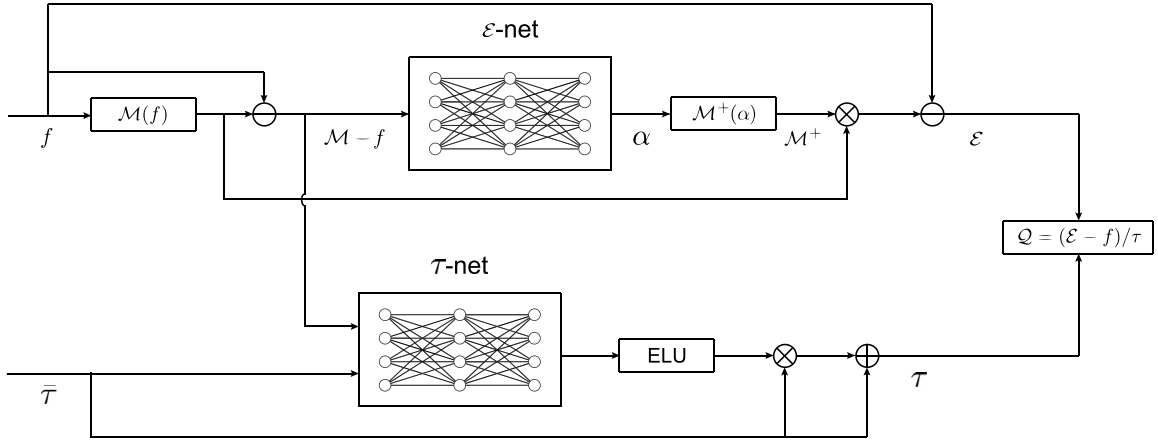 ℰ-net
ℳ(f)
f
ℳ − f
α
ℳ⁺(α)
ℳ⁺
ℰ
𝒬 = (ℰ − f)/τ
τ-net
ELU
τ̄
τ